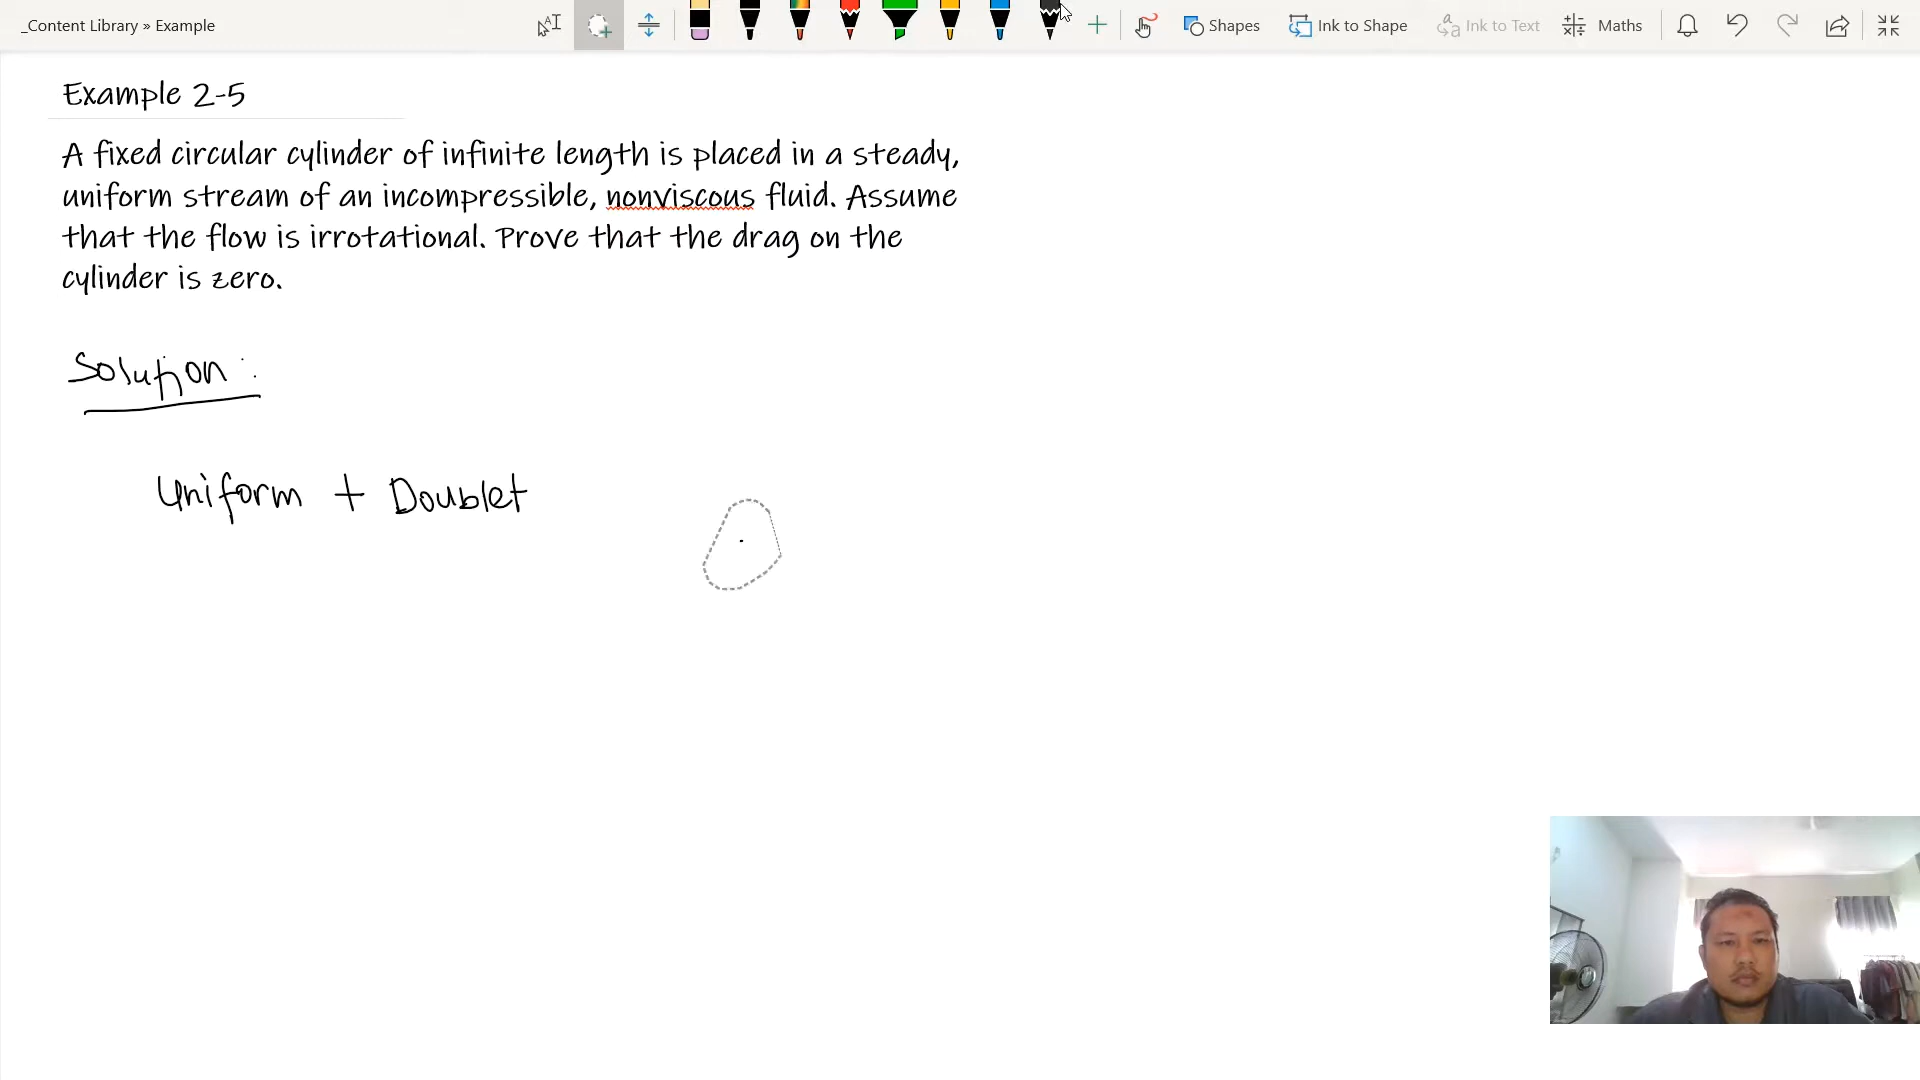 _Content Library » Example
Shapes
Ink to Shape
Ink to Text
Maths
Example 2-5
A fixed circular cylinder of infinite length is placed in a steady,
uniform stream of an incompressible, nonviscous fluid. Assume
that the flow is irrotational. Prove that the drag on the
cylinder is zero.
Solution :
Uniform + Doublet